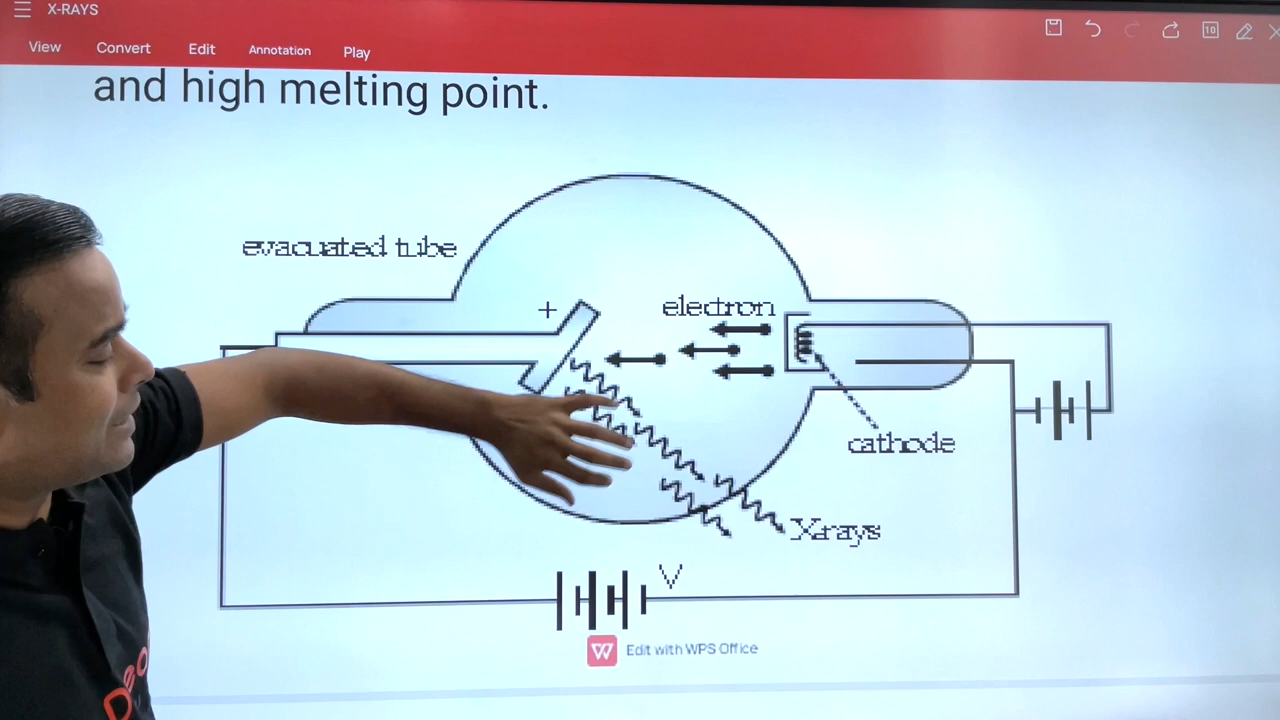 X-RAYS
View Convert Edit Annotation Play
10
and high melting point.
evacuated tube
+
electron
cathode
X-rays
V
W Edit with WPS Office